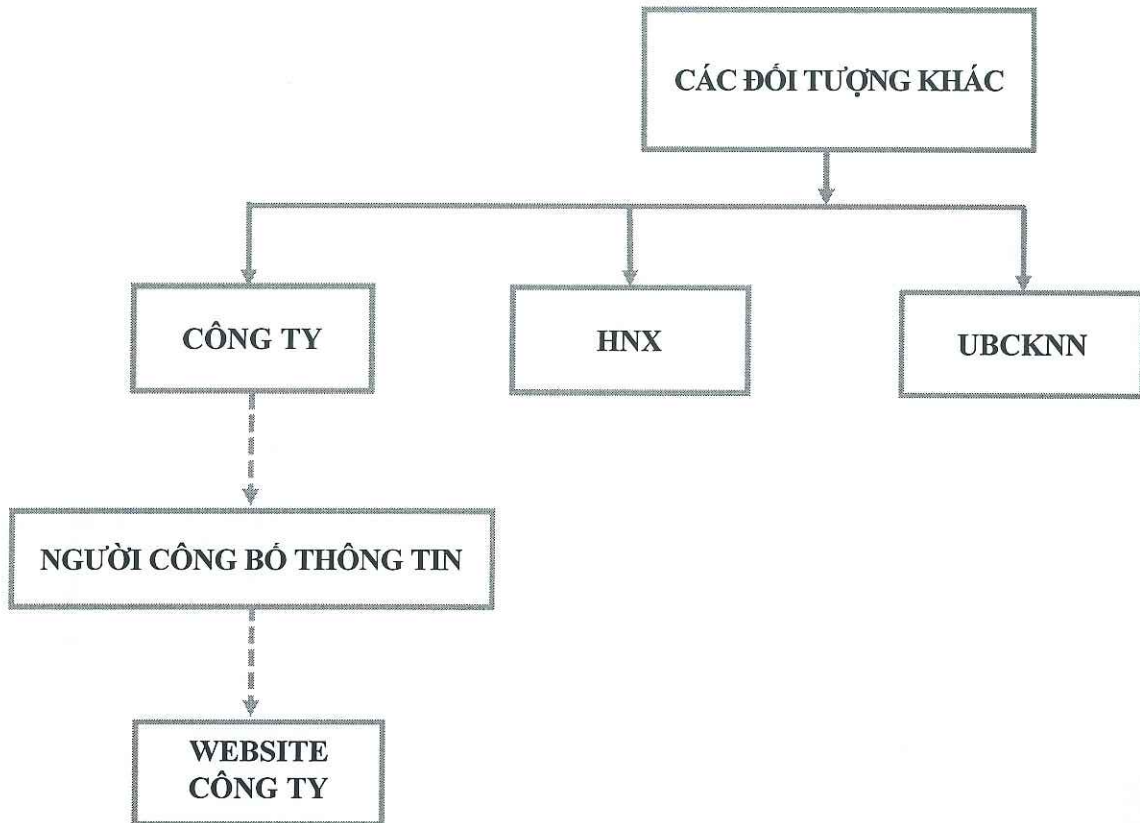 CÁC ĐỐI TƯỢNG KHÁC
CÔNG TY
HNX
UBCKNN
NGƯỜI CÔNG BỐ THÔNG TIN
WEBSITE
CÔNG TY